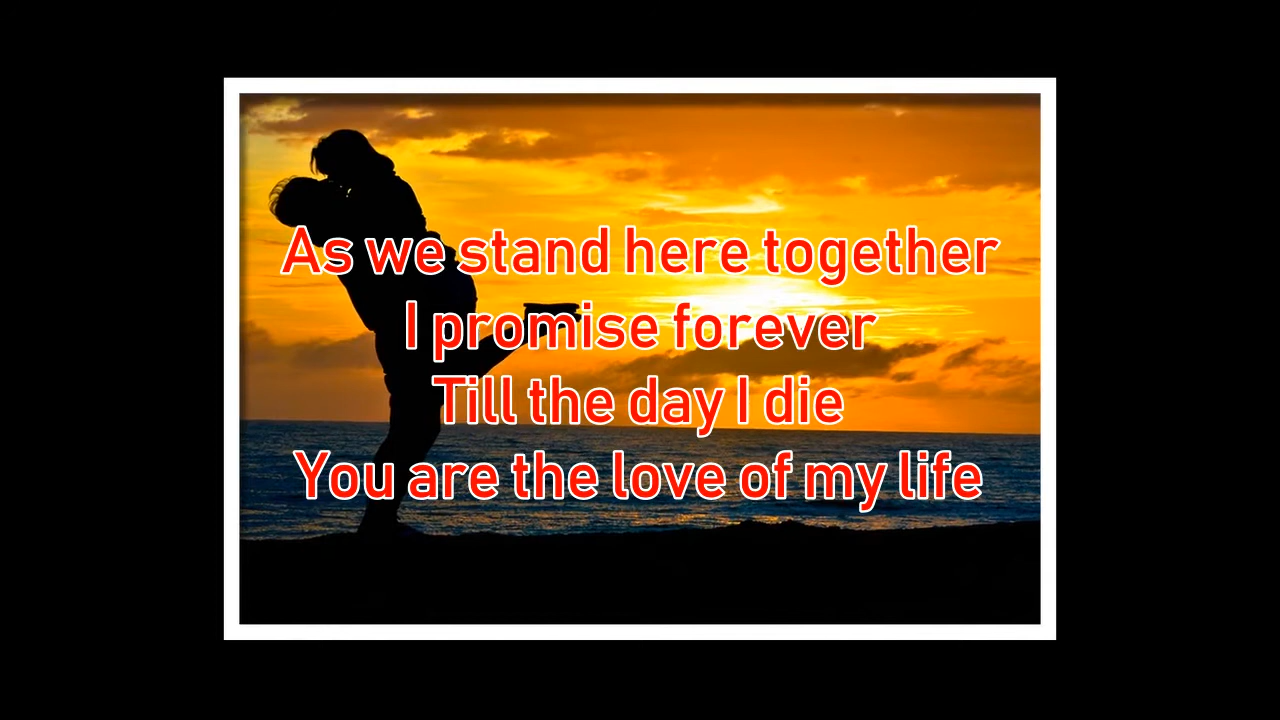 As we stand here together
I promise forever
Till the day I die
You are the love of my life